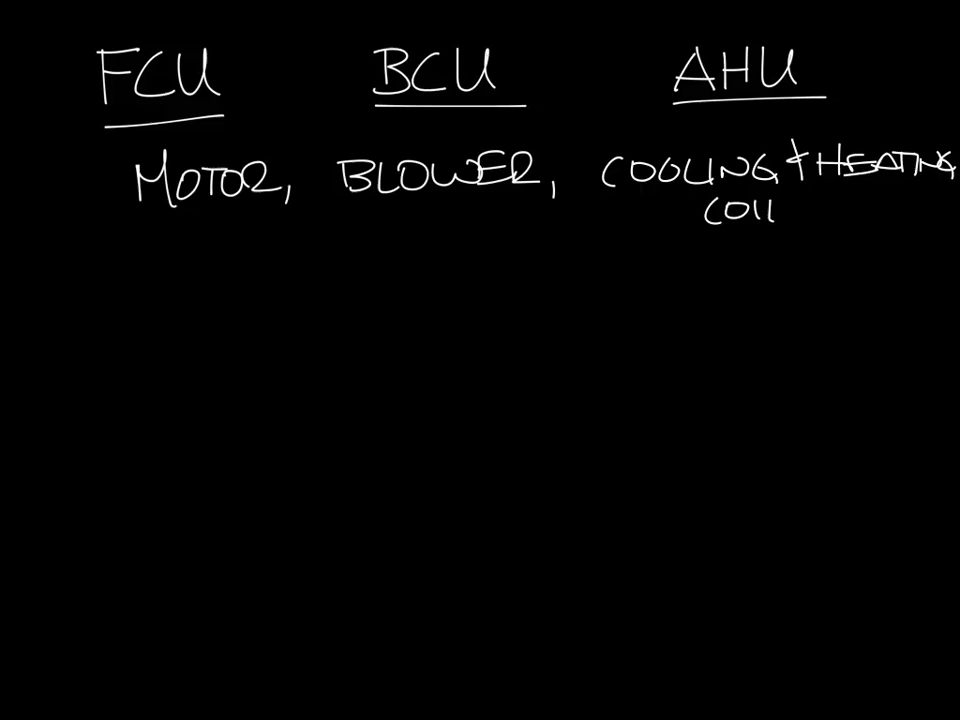 FCU BCU AHU
MOTOR, BLOWER, COOLING & HEATING
COIL